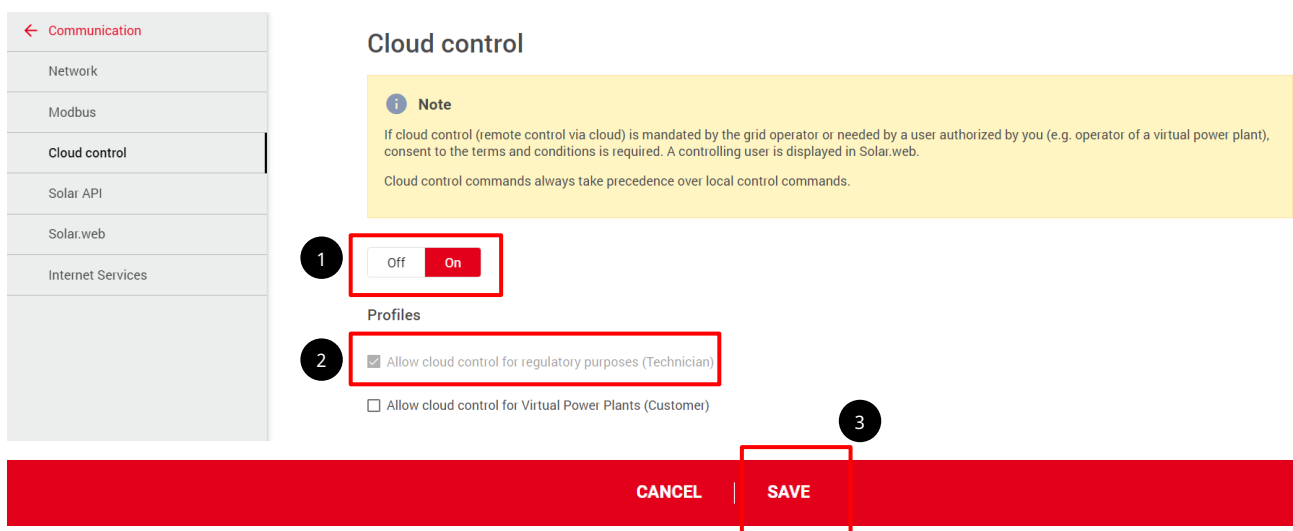 Communication
Network
Modbus
Cloud control
Solar API
Solar.web
Internet Services
Cloud control
Note
If cloud control (remote control via cloud) is mandated by the grid operator or needed by a user authorized by you (e.g. operator of a virtual power plant),
consent to the terms and conditions is required. A controlling user is displayed in Solar.web.
Cloud control commands always take precedence over local control commands.
1
Off On
Profiles
2
Allow cloud control for regulatory purposes (Technician)
Allow cloud control for Virtual Power Plants (Customer)
3
CANCEL SAVE